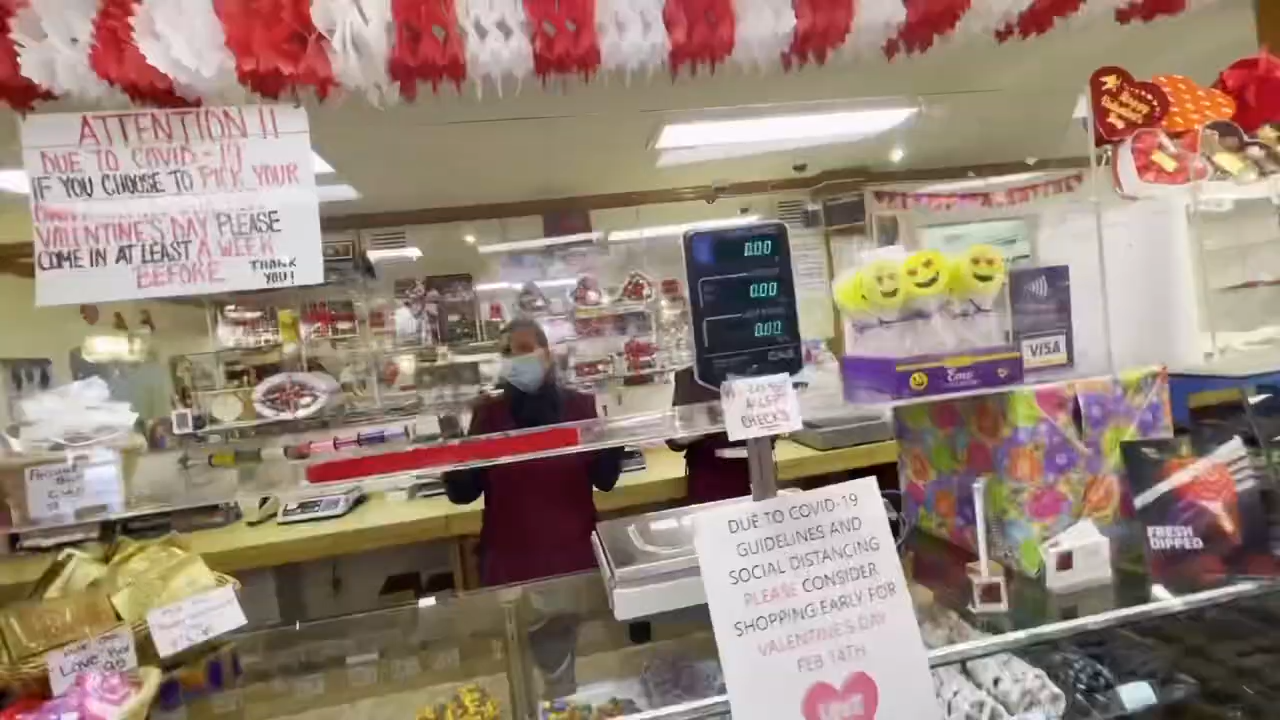 ATTENTION !!
DUE TO COVID-19
IF YOU CHOOSE TO PICK YOUR
VALENTINES DAY PLEASE
COME IN AT LEAST A WEEK
BEFORE THANK
YOU!
0.00
0.00
0.00
VISA
CHECKS
DUE TO COVID-19
GUIDELINES AND
SOCIAL DISTANCING
PLEASE CONSIDER
SHOPPING EARLY FOR
VALENTINES DAY
FEB 14TH
FRESH
DIPPED